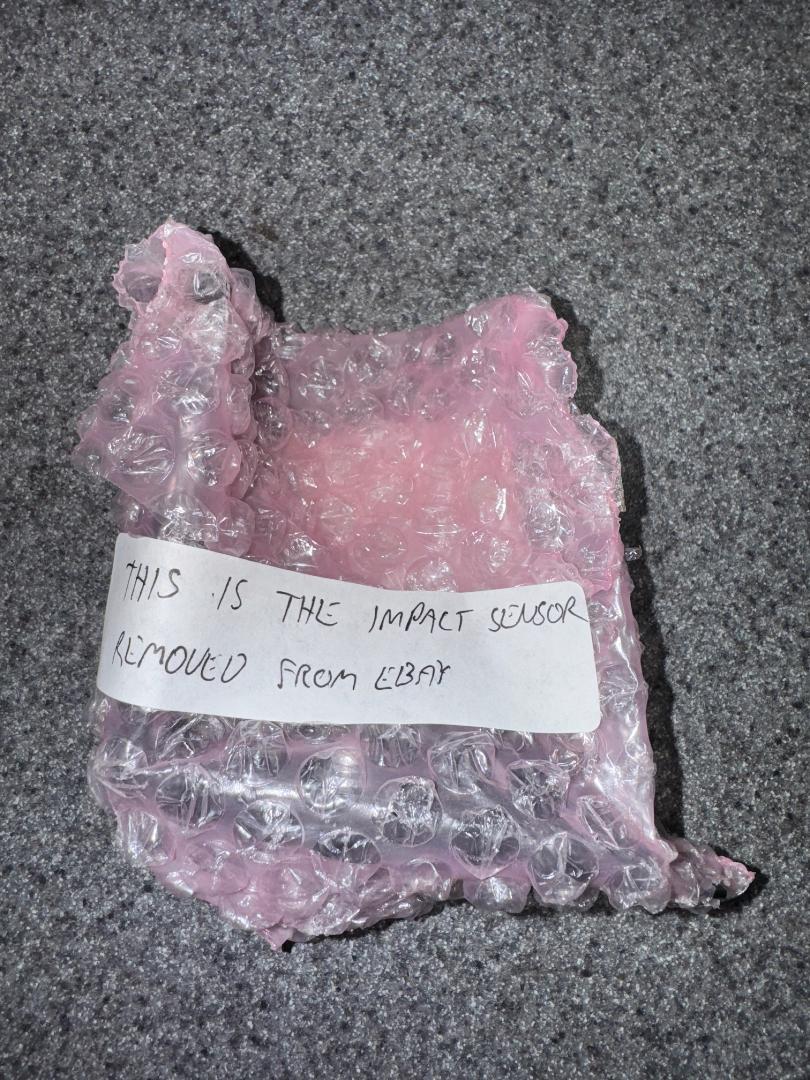 THIS IS THE IMPACT SENSOR
REMOVED FROM EBAY